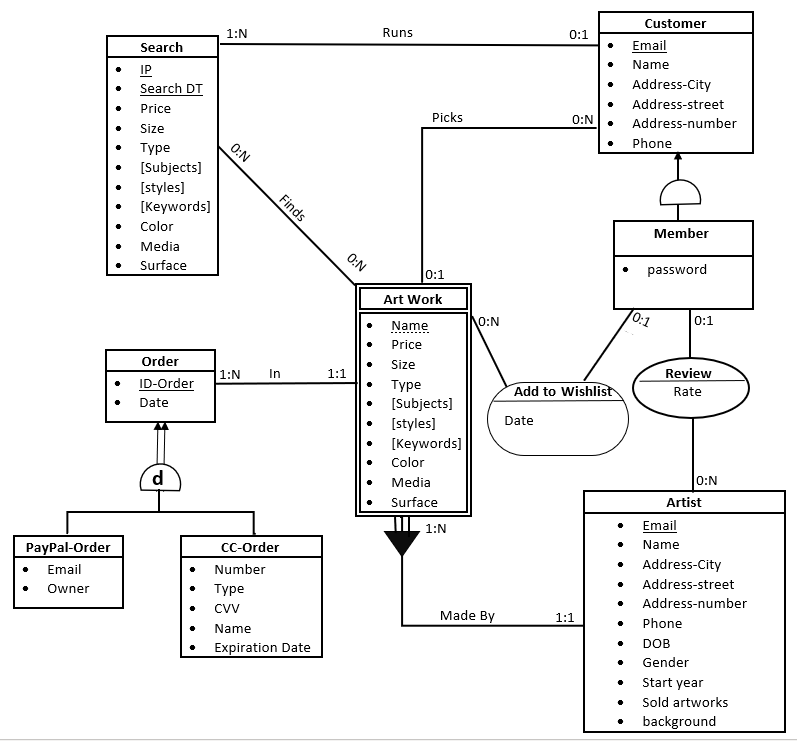 Customer
Email
Name
Address-City
Address-street
Address-number
Phone
1:N
Runs
0:1
Search
IP
Search DT
Price
Size
Type
[Subjects]
[styles]
[Keywords]
Color
Media
Surface
Picks
0:N
0:1
0:N
Finds
0:N
Member
password
0:1
0:1
Art Work
Name
Price
Size
Type
[Subjects]
[styles]
[Keywords]
Color
Media
Surface
0:N
Add to Wishlist
Date
Review
Rate
0:N
Order
ID-Order
Date
1:N
In
1:1
d
PayPal-Order
Email
Owner
CC-Order
Number
Type
CVV
Name
Expiration Date
1:N
Made By
1:1
Artist
Email
Name
Address-City
Address-street
Address-number
Phone
DOB
Gender
Start year
Sold artworks
background